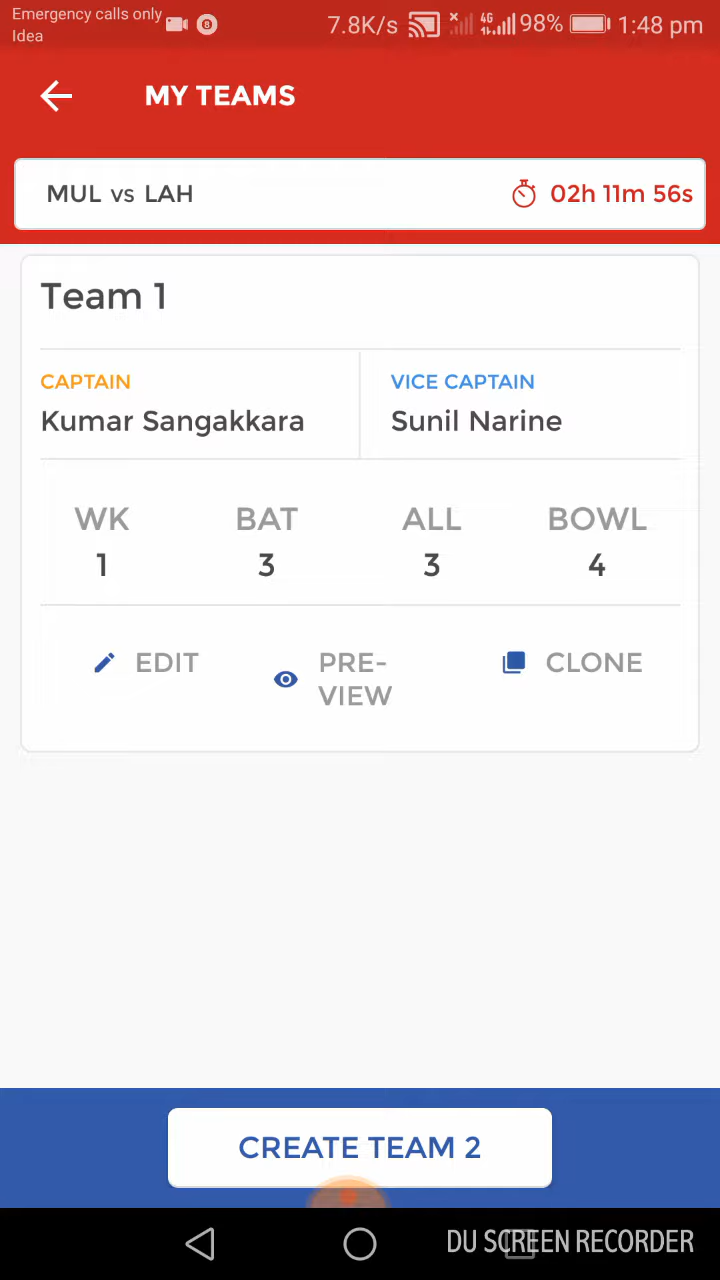 Emergency calls only
Idea
7.8K/s 4G 98% 1:48 pm
MY TEAMS
MUL vs LAH 02h 11m 56s
Team 1
CAPTAIN VICE CAPTAIN
Kumar Sangakkara Sunil Narine
WK BAT ALL BOWL
1 3 3 4
EDIT PRE- CLONE
VIEW
CREATE TEAM 2
DU SCREEN RECORDER